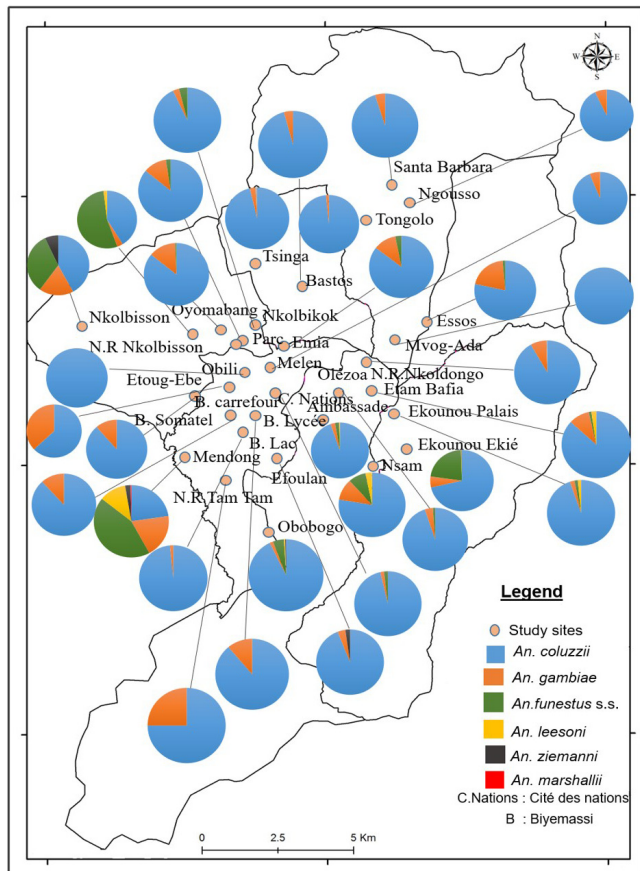 N
W E
S
Santa Barbara
Ngousso
Tongolo
Tsinga
Bastos
Nkolbisson
Oyomabang
Nkolbikok
Essos
N.R Nkolbisson
Parc
Emia
Mvog-Ada
Obili
Melen
Olézoa
N.R.Nkoldongo
Etoug-Ebe
C. Nations
Etam Bafia
B. carrefour
Ambassade
Ekounou Palais
B. Somatel
B. Lycée
B. Lac
Ekounou Ekié
Mendong
Efoulan
Nsam
N.R.Tam Tam
Obobogo
Legend
Study sites
An. coluzzii
An. gambiae
An.funestus s.s.
An. leesoni
An. ziemanni
An. marshallii
C.Nations : Cité des nations
B : Biyemassi
0 2.5 5 Km